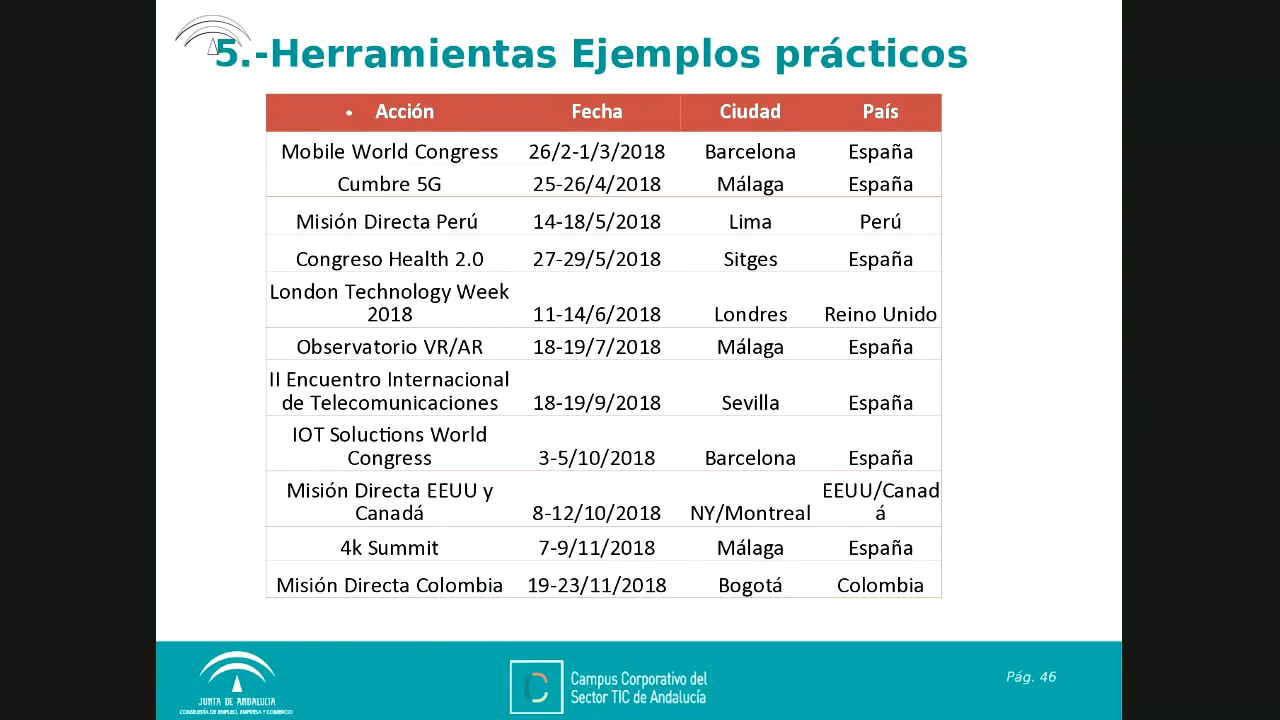 5.-Herramientas Ejemplos prácticos
• Acción Fecha Ciudad País
Mobile World Congress 26/2-1/3/2018 Barcelona España
Cumbre 5G 25-26/4/2018 Málaga España
Misión Directa Perú 14-18/5/2018 Lima Perú
Congreso Health 2.0 27-29/5/2018 Sitges España
London Technology Week
2018 11-14/6/2018 Londres Reino Unido
Observatorio VR/AR 18-19/7/2018 Málaga España
II Encuentro Internacional
de Telecomunicaciones 18-19/9/2018 Sevilla España
IOT Soluctions World
Congress 3-5/10/2018 Barcelona España
Misión Directa EEUU y EEUU/Canad
Canadá 8-12/10/2018 NY/Montreal á
4k Summit 7-9/11/2018 Málaga España
Misión Directa Colombia 19-23/11/2018 Bogotá Colombia
JUNTA DE ANDALUCIA
CONSEJERÍA DE EMPLEO, EMPRESA Y COMERCIO
Campus Corporativo del
Sector TIC de Andalucía
Pág. 46